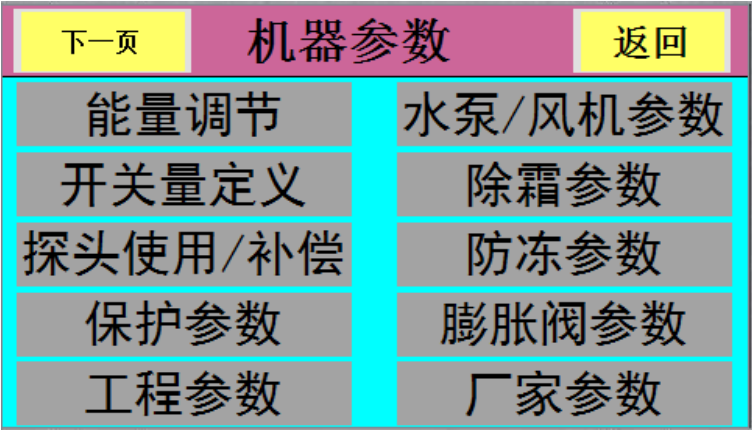 下一页 机器参数 返回
能量调节 水泵/风机参数
开关量定义 除霜参数
探头使用/补偿 防冻参数
保护参数 膨胀阀参数
工程参数 厂家参数